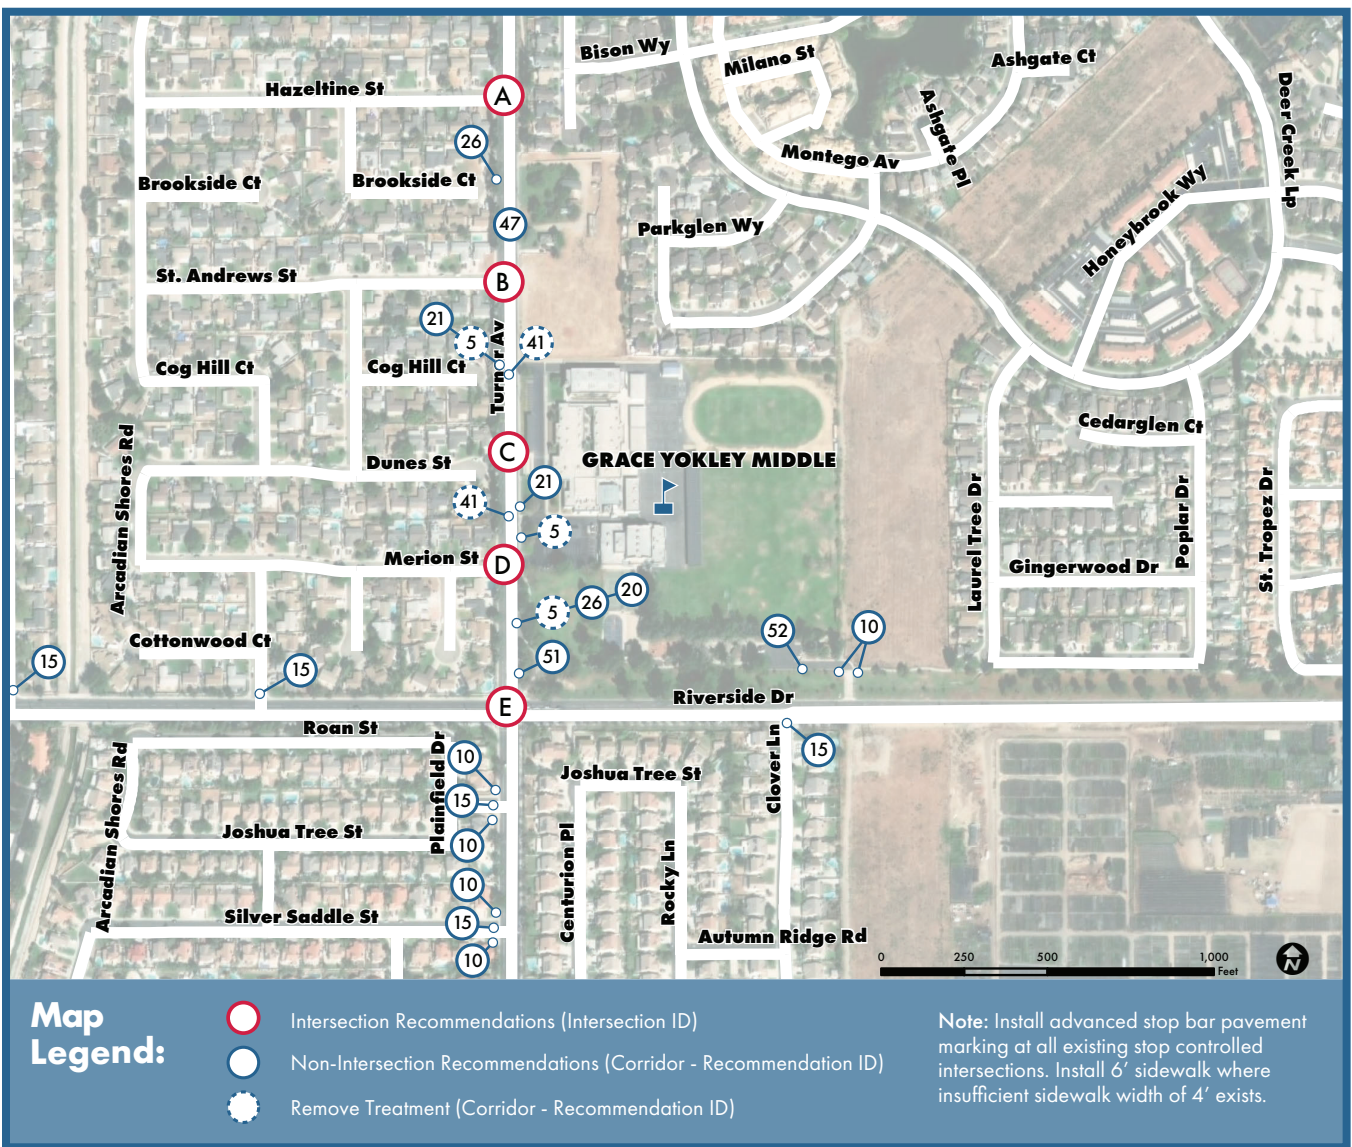 Bison Wy
Milano St
Ashgate Ct
Hazeltine St
A
Deer Creek Lp
Ashgate Pl
26
Montego Av
Brookside Ct
Brookside Ct
Honeybrook Wy
47
Parkglen Wy
St. Andrews St
B
21
5
41
Turner Av
Cog Hill Ct
Cog Hill Ct
Cedarglen Ct
Arcadian Shores Rd
C
Dunes St
GRACE YOKLEY MIDDLE
21
41
5
Laurel Tree Dr
Poplar Dr
St. Tropez Dr
Merion St
D
Gingerwood Dr
5
26
20
Cottonwood Ct
52
10
15
15
51
Riverside Dr
E
Roan St
Arcadian Shores Rd
Plainfield Dr
10
Clover Ln
15
Joshua Tree St
15
Joshua Tree St
10
Centurion Pl
Rocky Ln
10
Silver Saddle St
15
Autumn Ridge Rd
10
0 250 500 1,000
Feet
N
Map
Legend:
Intersection Recommendations (Intersection ID)
Non-Intersection Recommendations (Corridor - Recommendation ID)
Remove Treatment (Corridor - Recommendation ID)
Note: Install advanced stop bar pavement
marking at all existing stop controlled
intersections. Install 6’ sidewalk where
insufficient sidewalk width of 4’ exists.